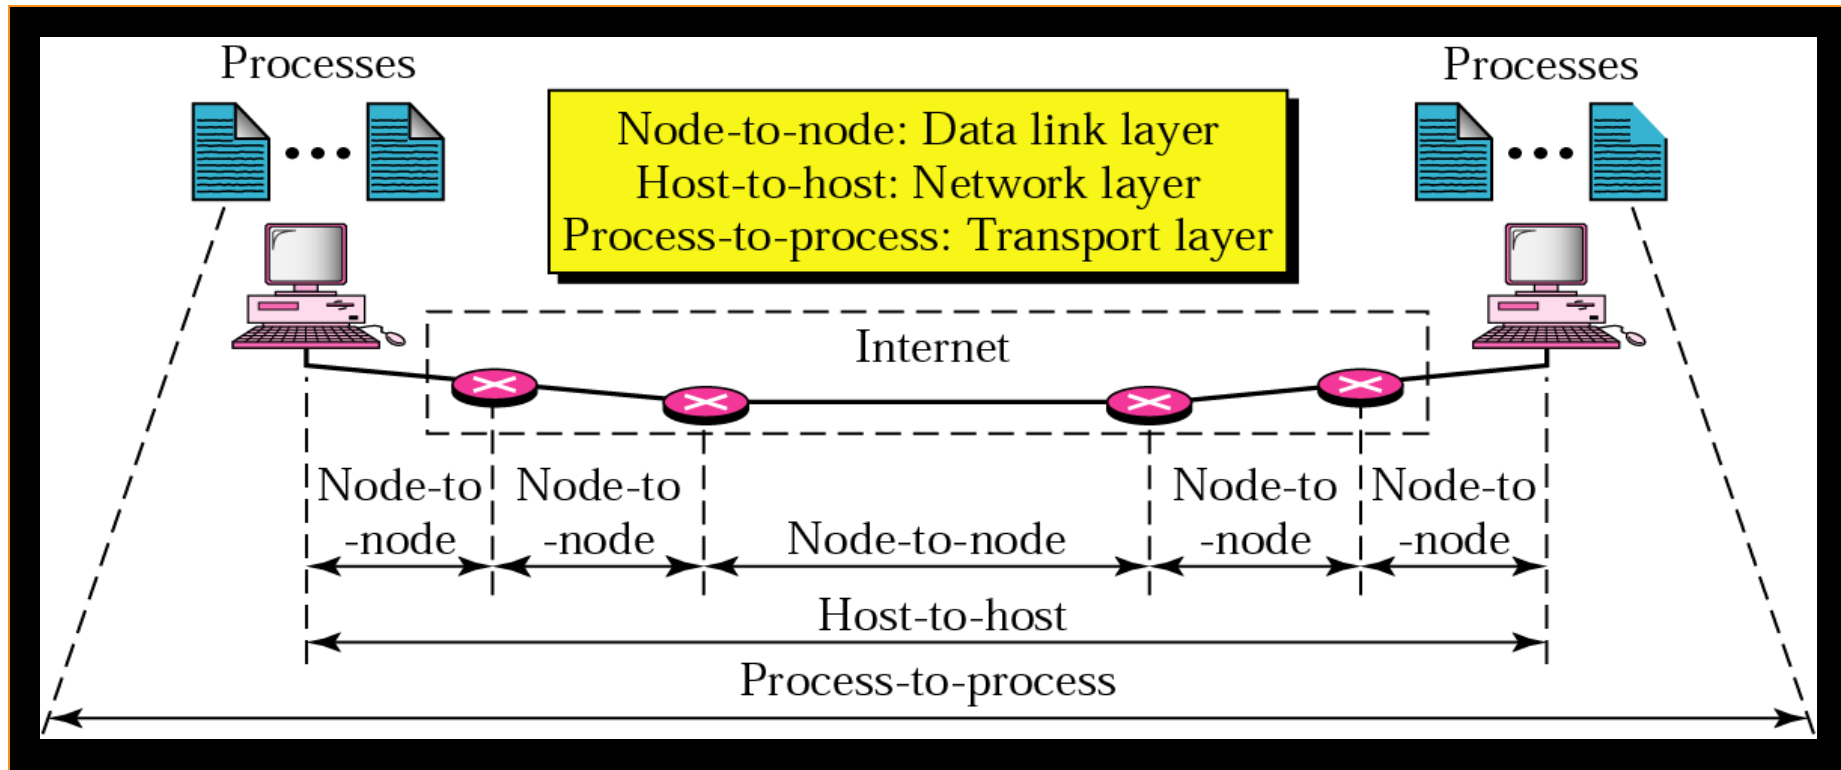 Processes
Processes
Node-to-node: Data link layer
Host-to-host: Network layer
Process-to-process: Transport layer
Internet
Node-to
-node
Node-to
-node
Node-to-node
Node-to
-node
Node-to
-node
Host-to-host
Process-to-process